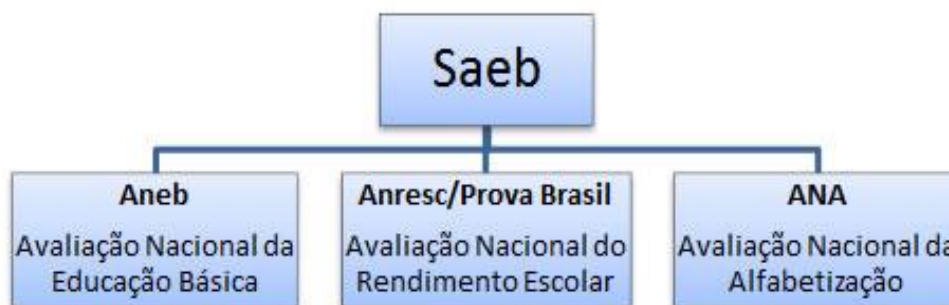 Saeb
Aneb
Avaliação Nacional da
Educação Básica
Anresc/Prova Brasil
Avaliação Nacional do
Rendimento Escolar
ANA
Avaliação Nacional da
Alfabetização